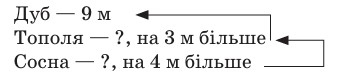 Дуб — 9 м
Тополя — ?, на 3 м більше
Сосна — ?, на 4 м більше